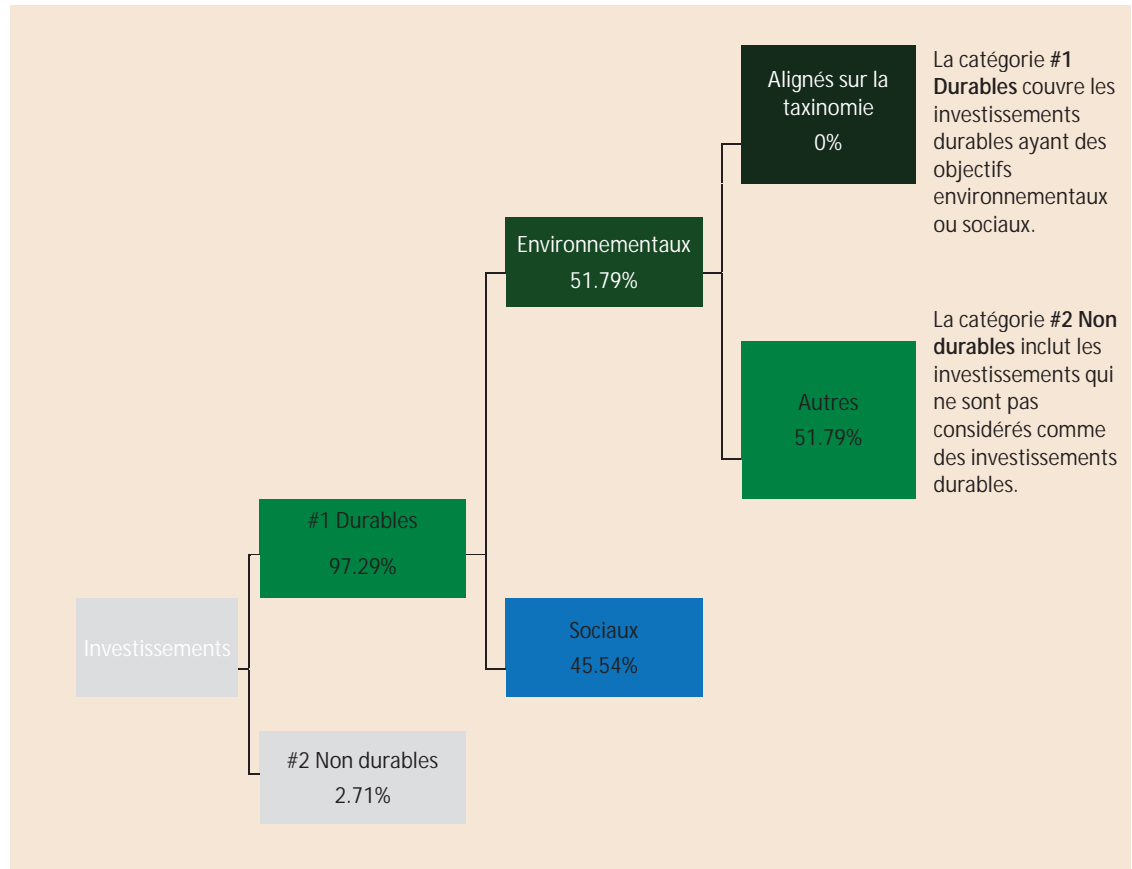 Alignés sur la
taxinomie
0%
La catégorie #1
Durables couvre les
investissements
durables ayant des
objectifs
environnementaux
ou sociaux.
Environnementaux
51.79%
La catégorie #2 Non
durables inclut les
investissements qui
ne sont pas
considérés comme
des investissements
durables.
Autres
51.79%
#1 Durables
97.29%
Investissements
Sociaux
45.54%
#2 Non durables
2.71%